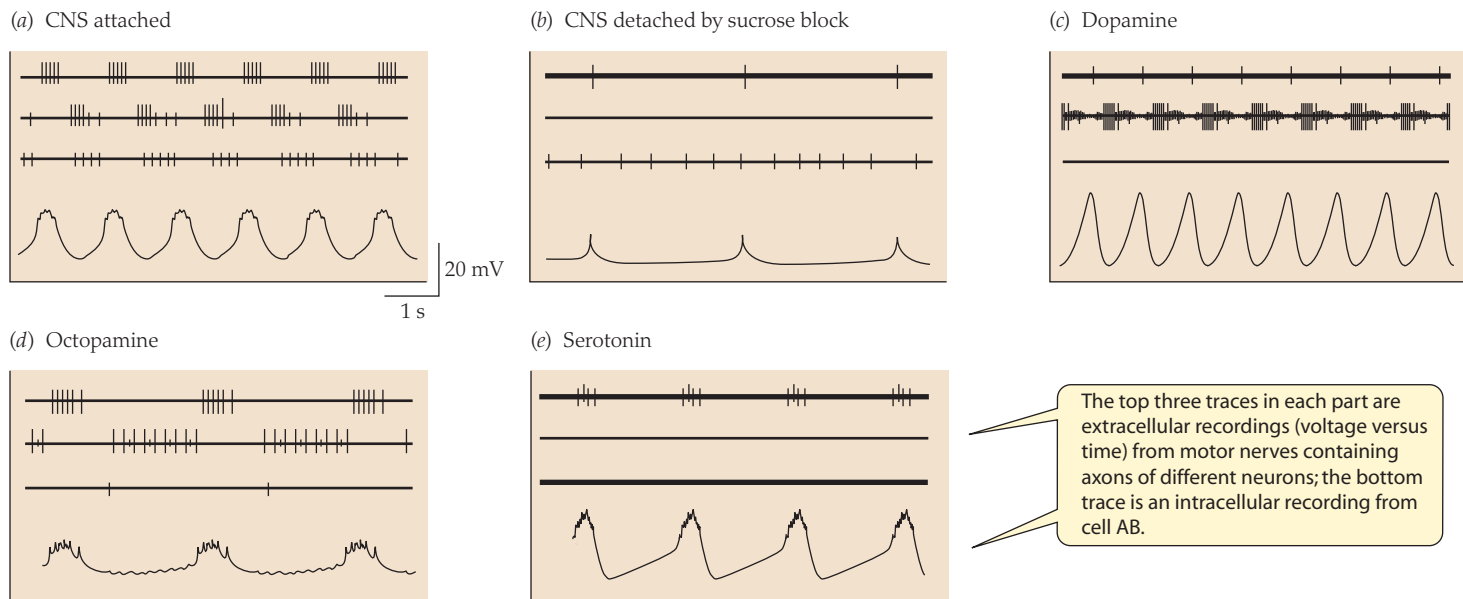 (a) CNS attached
(b) CNS detached by sucrose block
(c) Dopamine
20 mV
1 s
(d) Octopamine
(e) Serotonin
The top three traces in each part are
extracellular recordings (voltage versus
time) from motor nerves containing
axons of different neurons; the bottom
trace is an intracellular recording from
cell AB.